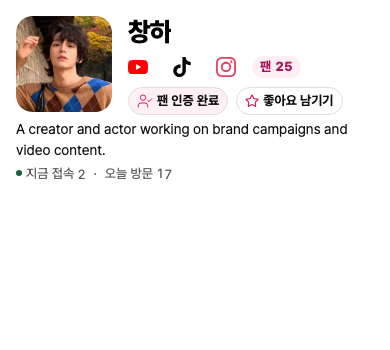 창하
팬 25
팬 인증 완료 좋아요 남기기
A creator and actor working on brand campaigns and
video content.
지금 접속 2 · 오늘 방문 17